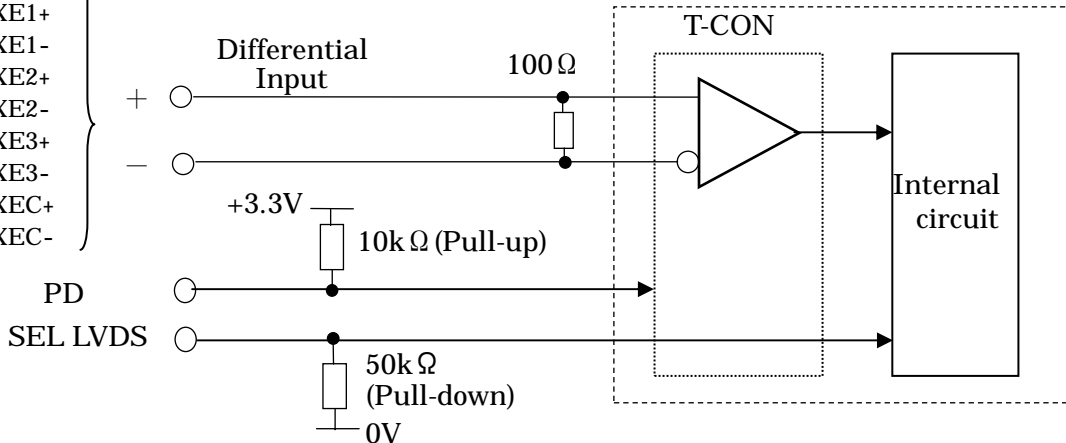 XE1+
XE1-
XE2+
XE2-
XE3+
XE3-
XEC+
XEC-
Differential
Input
+
−
100Ω
T-CON
Internal
circuit
+3.3V
10kΩ(Pull-up)
PD
SEL LVDS
50kΩ
(Pull-down)
0V